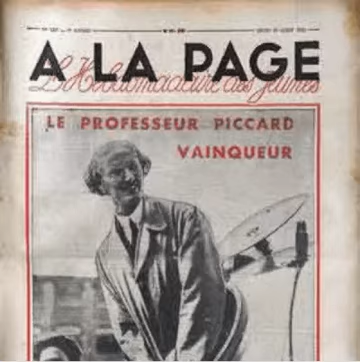 A LA PAGE
L'Hebdomadaire des Jeunes
LE PROFESSEUR PICCARD
VAINQUEUR